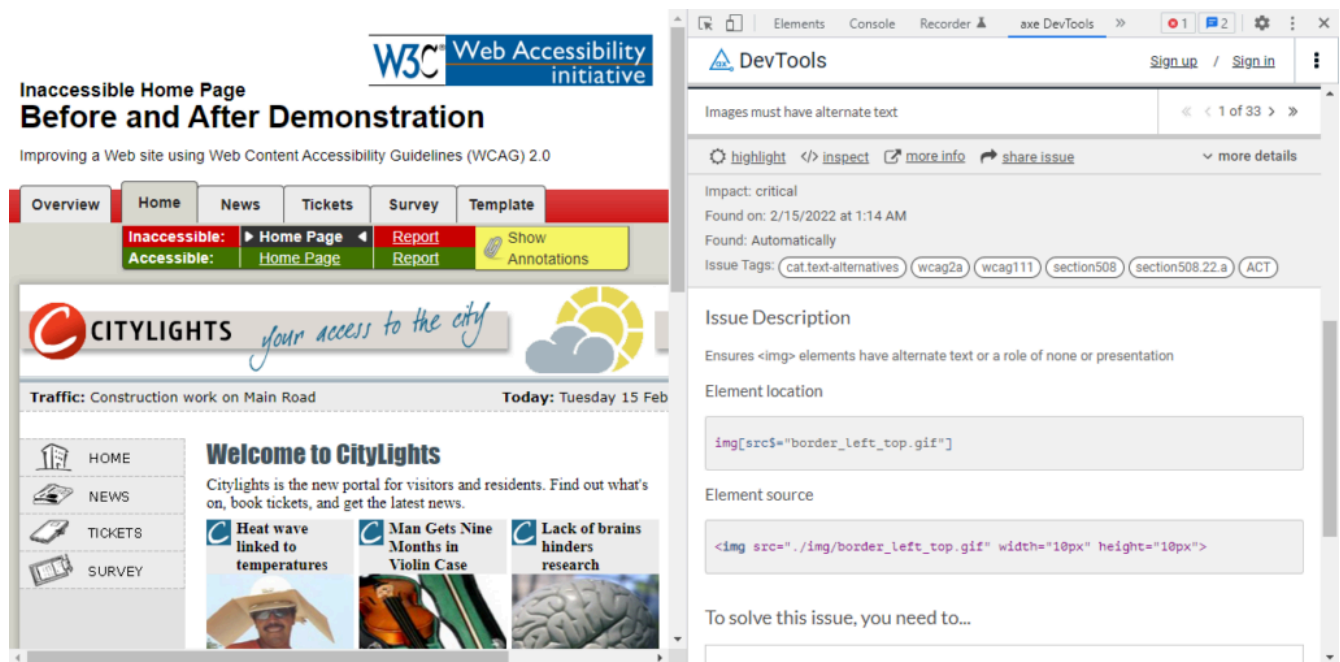 W3C® Web Accessibility
initiative
Inaccessible Home Page
Before and After Demonstration
Improving a Web site using Web Content Accessibility Guidelines (WCAG) 2.0
Overview Home News Tickets Survey Template
Inaccessible: Home Page Report
Accessible: Home Page Report
Show
Annotations
CITYLIGHTS your access to the city
Traffic: Construction work on Main Road Today: Tuesday 15 Feb
HOME
NEWS
TICKETS
SURVEY
Welcome to CityLights
Citylights is the new portal for visitors and residents. Find out what's
on, book tickets, and get the latest news.
Heat wave
linked to
temperatures
Man Gets Nine
Months in
Violin Case
Lack of brains
hinders
research
Elements Console Recorder axe DevTools » 1 2
ax DevTools Sign up / Sign in
Images must have alternate text « < 1 of 33 > »
highlight </> inspect more info share issue more details
Impact: critical
Found on: 2/15/2022 at 1:14 AM
Found: Automatically
Issue Tags: cat.text-alternatives wcag2a wcag111 section508 section508.22.a ACT
Issue Description
Ensures <img> elements have alternate text or a role of none or presentation
Element location
img[src$="border_left_top.gif"]
Element source
<img src="./img/border_left_top.gif" width="10px" height="10px">
To solve this issue, you need to...